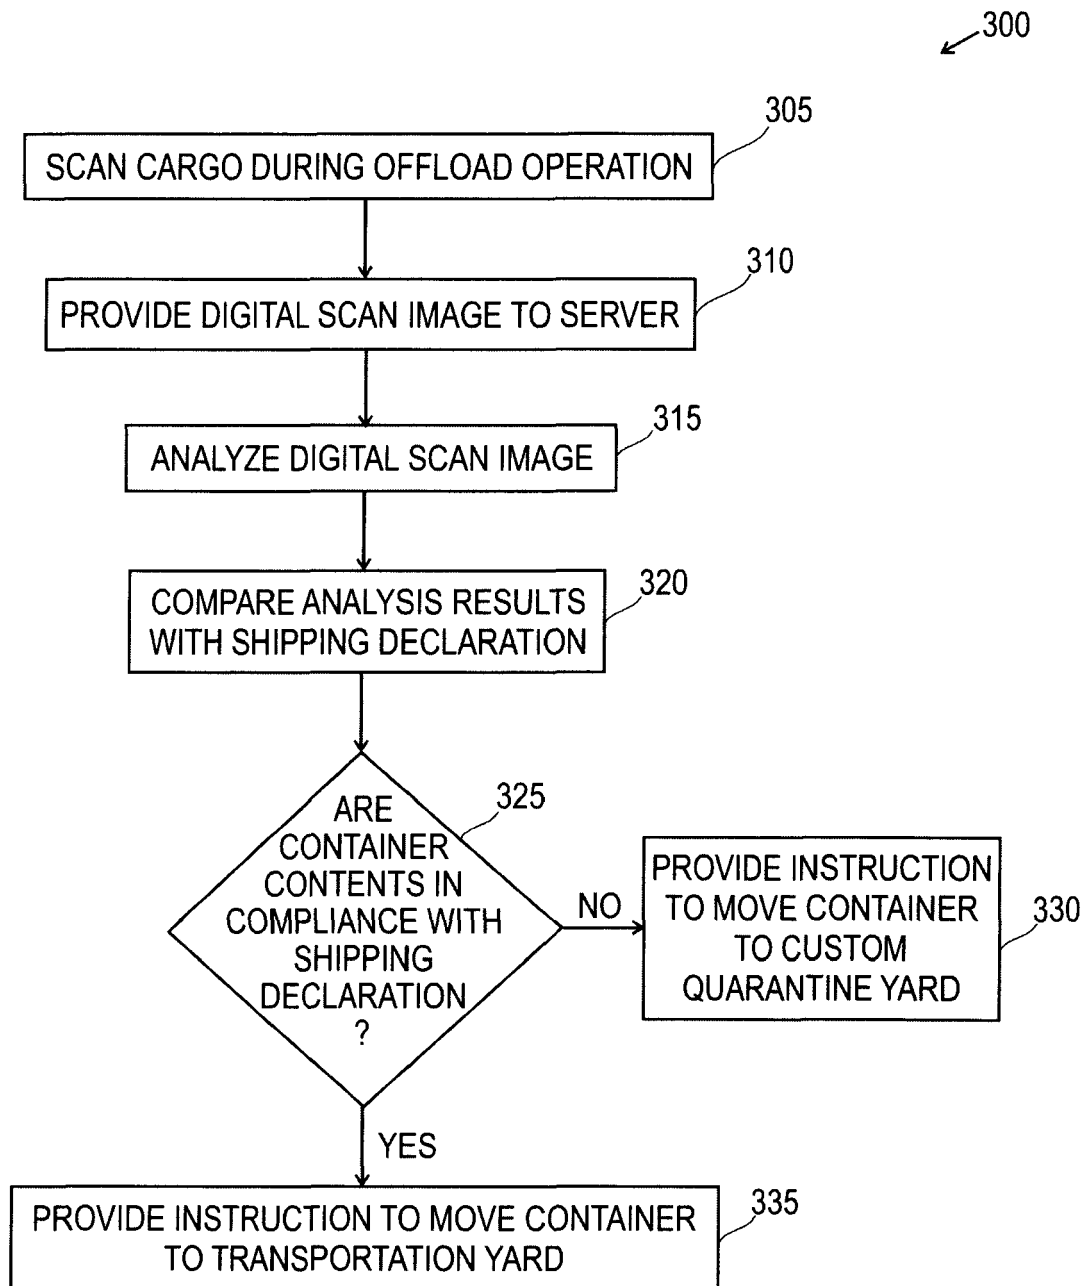 300
305
SCAN CARGO DURING OFFLOAD OPERATION
310
PROVIDE DIGITAL SCAN IMAGE TO SERVER
315
ANALYZE DIGITAL SCAN IMAGE
320
COMPARE ANALYSIS RESULTS
WITH SHIPPING DECLARATION
325
ARE
CONTAINER
CONTENTS IN
COMPLIANCE WITH
SHIPPING
DECLARATION
?
NO
330
PROVIDE INSTRUCTION
TO MOVE CONTAINER
TO CUSTOM
QUARANTINE YARD
YES
335
PROVIDE INSTRUCTION TO MOVE CONTAINER
TO TRANSPORTATION YARD